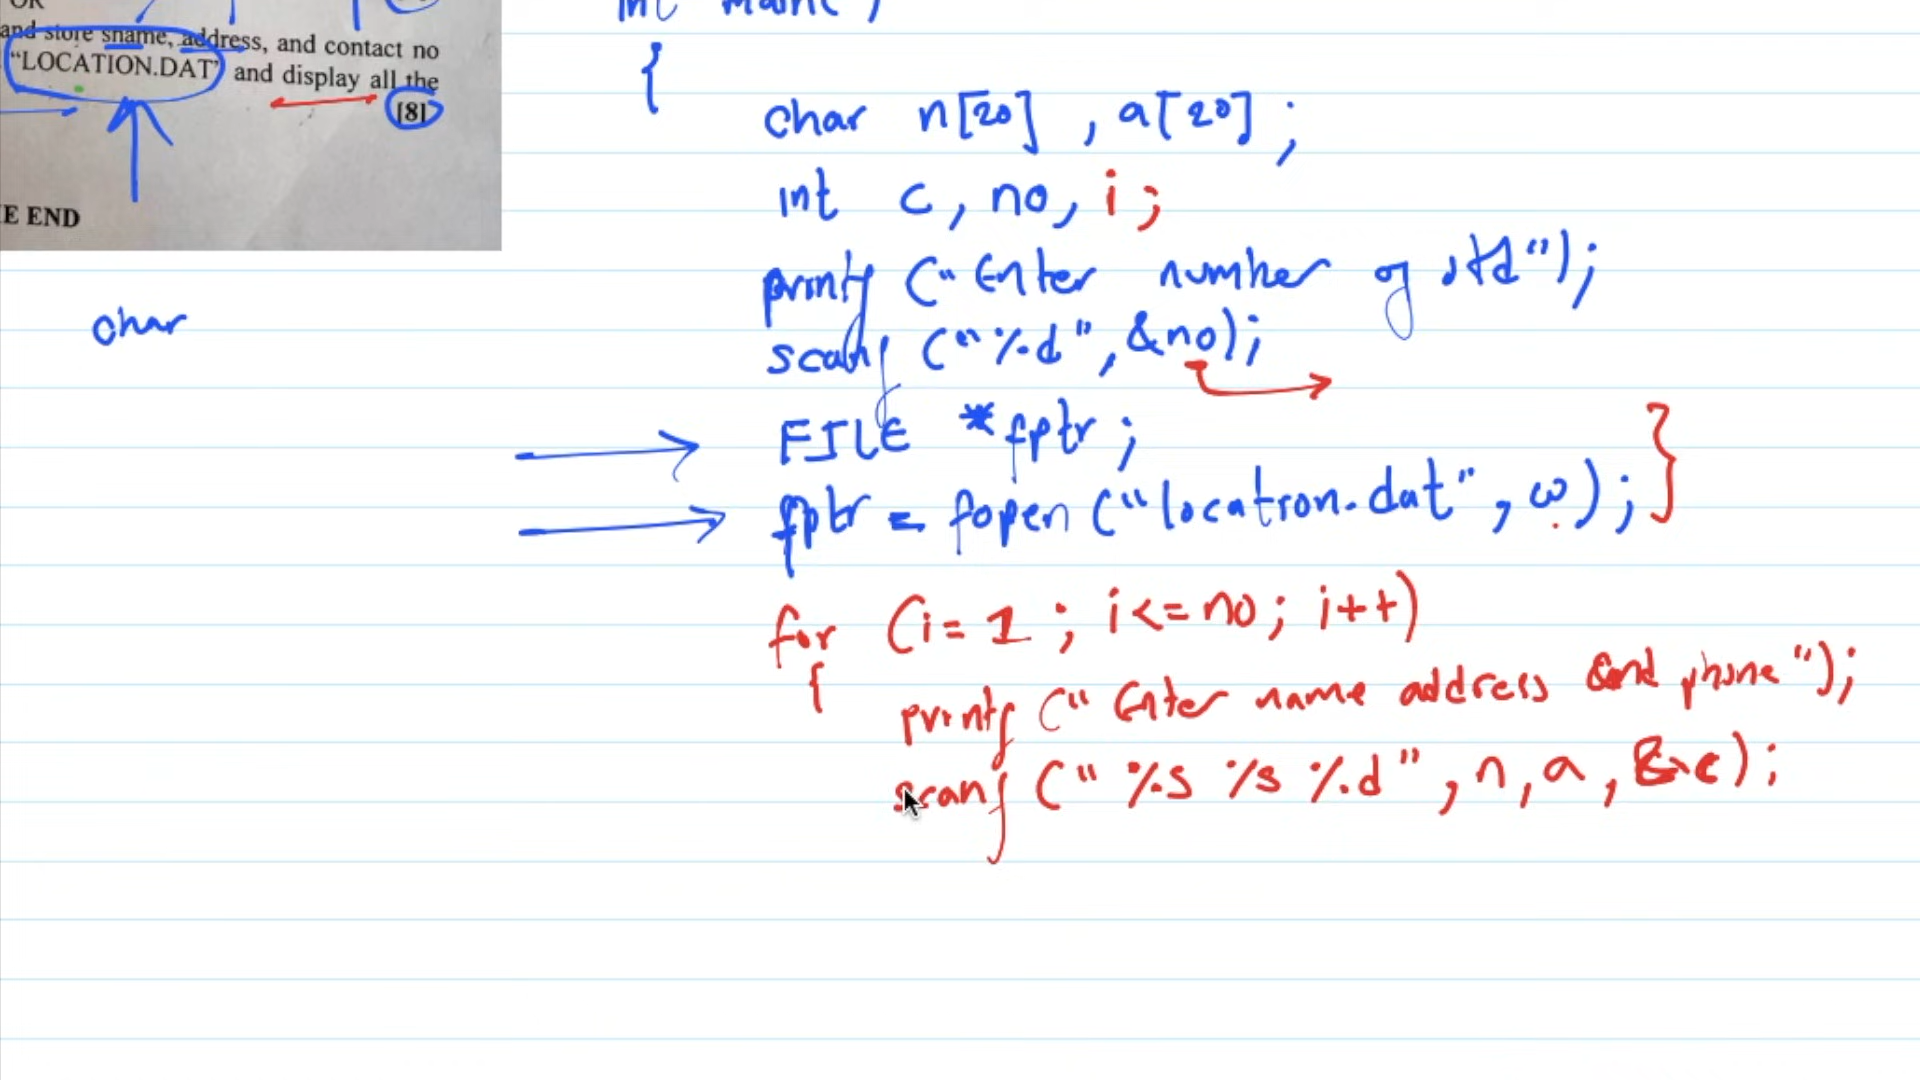 OR
and store sname, address, and contact no
"LOCATION.DAT" and display all the
[8]
E END
char
int main( )
{
char n[20] , a[20] ;
int c, no, i ;
printf ("Enter number of std");
scanf ("%d", &no);
FILE *fptr ;
fptr = fopen ("location.dat" , w) ; }
for (i = 1 ; i <= no ; i++)
{
printf (" Enter name address and phone");
scanf (" %s %s %d" , n, a , &c) ;